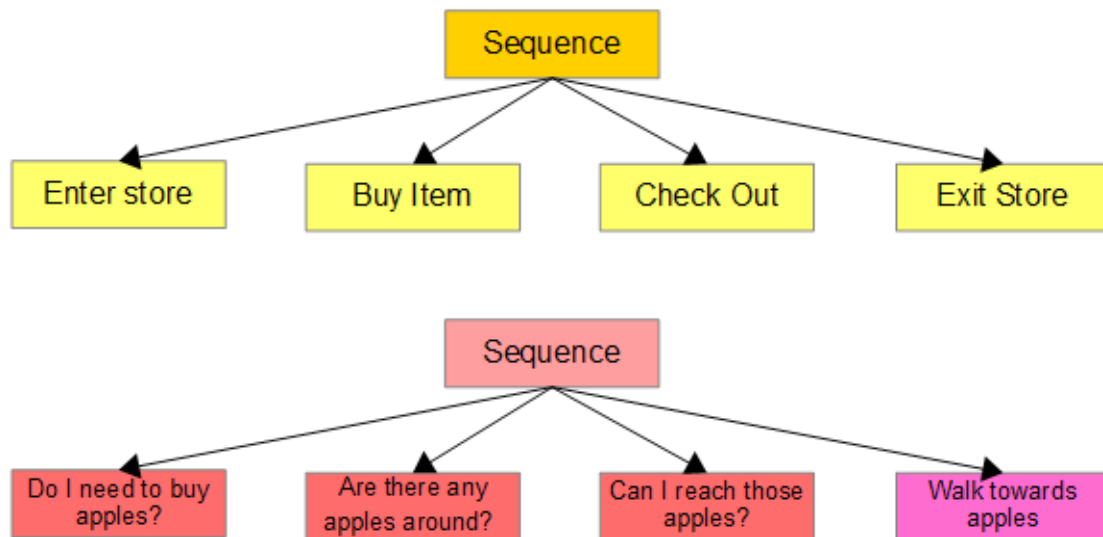 Sequence
Enter store
Buy Item
Check Out
Exit Store
Sequence
Do I need to buy
apples?
Are there any
apples around?
Can I reach those
apples?
Walk towards
apples